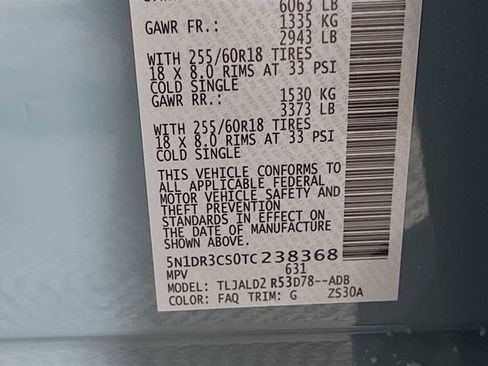 6063 LB
GAWR FR.: 1335 KG
2943 LB
WITH 255/60R18 TIRES
18 X 8.0 RIMS AT 33 PSI
COLD SINGLE
GAWR RR.: 1530 KG
3373 LB
WITH 255/60R18 TIRES
18 X 8.0 RIMS AT 33 PSI
COLD SINGLE
THIS VEHICLE CONFORMS TO
ALL APPLICABLE FEDERAL
MOTOR VEHICLE SAFETY AND
THEFT PREVENTION
STANDARDS IN EFFECT ON
THE DATE OF MANUFACTURE
SHOWN ABOVE.
5N1DR3CS0TC238368
MPV 631
MODEL: TLJALD2 R53D78--ADB
COLOR: FAQ TRIM: G ZS30A